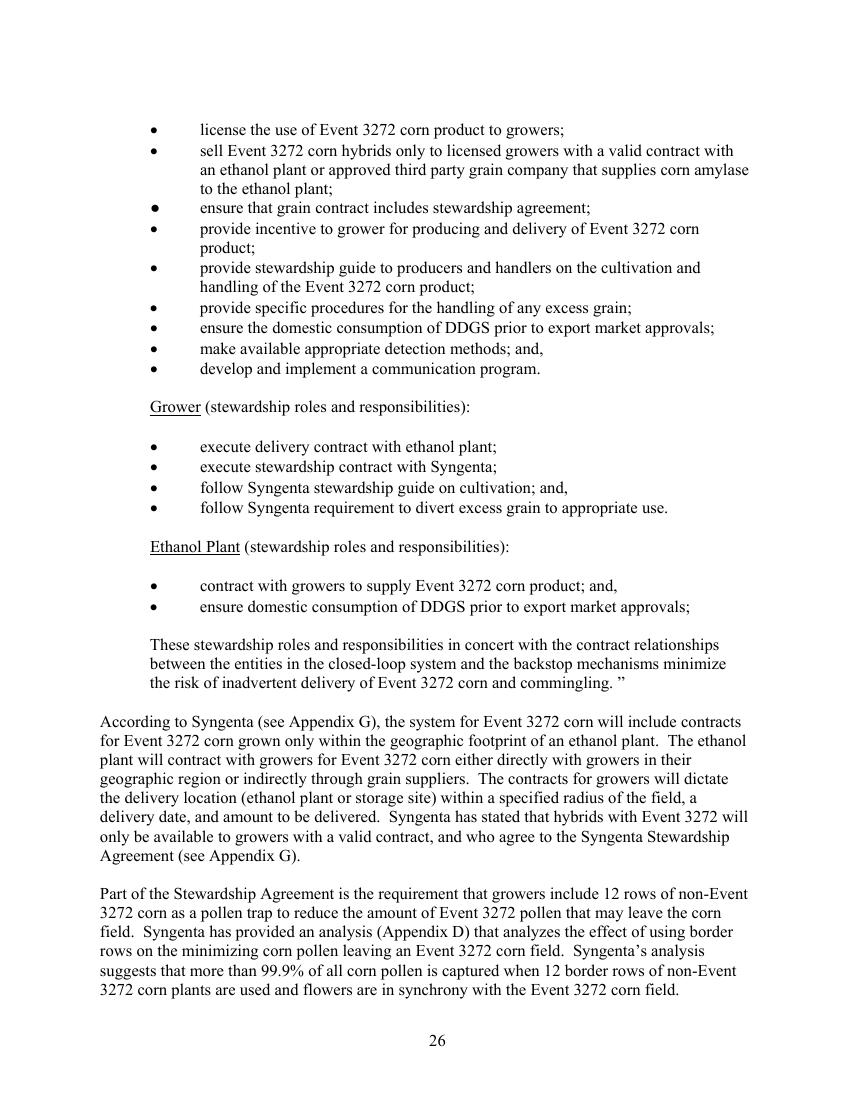 • license the use of Event 3272 corn product to growers;
• sell Event 3272 corn hybrids only to licensed growers with a valid contract with
an ethanol plant or approved third party grain company that supplies corn amylase
to the ethanol plant;
• ensure that grain contract includes stewardship agreement;
• provide incentive to grower for producing and delivery of Event 3272 corn
product;
• provide stewardship guide to producers and handlers on the cultivation and
handling of the Event 3272 corn product;
• provide specific procedures for the handling of any excess grain;
• ensure the domestic consumption of DDGS prior to export market approvals;
• make available appropriate detection methods; and,
• develop and implement a communication program.
Grower (stewardship roles and responsibilities):
• execute delivery contract with ethanol plant;
• execute stewardship contract with Syngenta;
• follow Syngenta stewardship guide on cultivation; and,
• follow Syngenta requirement to divert excess grain to appropriate use.
Ethanol Plant (stewardship roles and responsibilities):
• contract with growers to supply Event 3272 corn product; and,
• ensure domestic consumption of DDGS prior to export market approvals;
These stewardship roles and responsibilities in concert with the contract relationships
between the entities in the closed-loop system and the backstop mechanisms minimize
the risk of inadvertent delivery of Event 3272 corn and commingling. ”
According to Syngenta (see Appendix G), the system for Event 3272 corn will include contracts
for Event 3272 corn grown only within the geographic footprint of an ethanol plant.  The ethanol
plant will contract with growers for Event 3272 corn either directly with growers in their
geographic region or indirectly through grain suppliers.  The contracts for growers will dictate
the delivery location (ethanol plant or storage site) within a specified radius of the field, a
delivery date, and amount to be delivered.  Syngenta has stated that hybrids with Event 3272 will
only be available to growers with a valid contract, and who agree to the Syngenta Stewardship
Agreement (see Appendix G).
Part of the Stewardship Agreement is the requirement that growers include 12 rows of non-Event
3272 corn as a pollen trap to reduce the amount of Event 3272 pollen that may leave the corn
field.  Syngenta has provided an analysis (Appendix D) that analyzes the effect of using border
rows on the minimizing corn pollen leaving an Event 3272 corn field.  Syngenta’s analysis
suggests that more than 99.9% of all corn pollen is captured when 12 border rows of non-Event
3272 corn plants are used and flowers are in synchrony with the Event 3272 corn field.
26